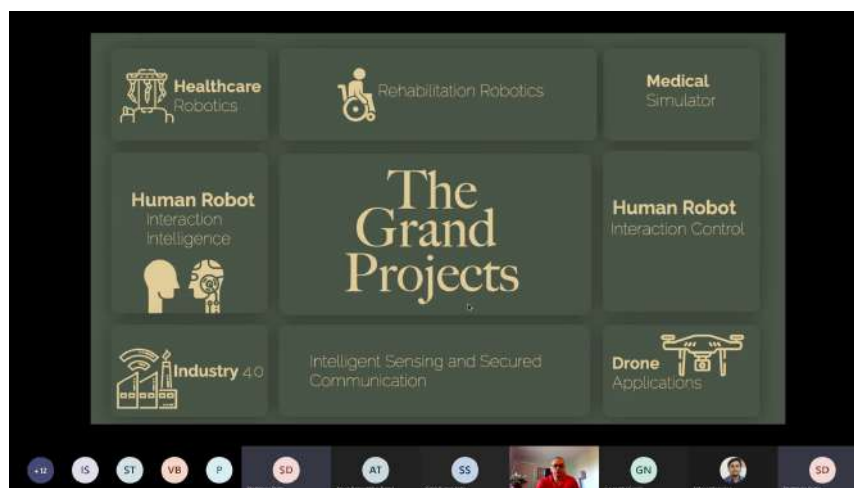 Healthcare
Robotics
Rehabilitation Robotics
Medical
Simulator
Human Robot
Interaction
Intelligence
The
Grand
Projects
Human Robot
Interaction Control
Industry 4.0
Intelligent Sensing and Secured
Communication
Drone
Applications
+12
IS
ST
VB
P
SD
AT
SS
GN
SD